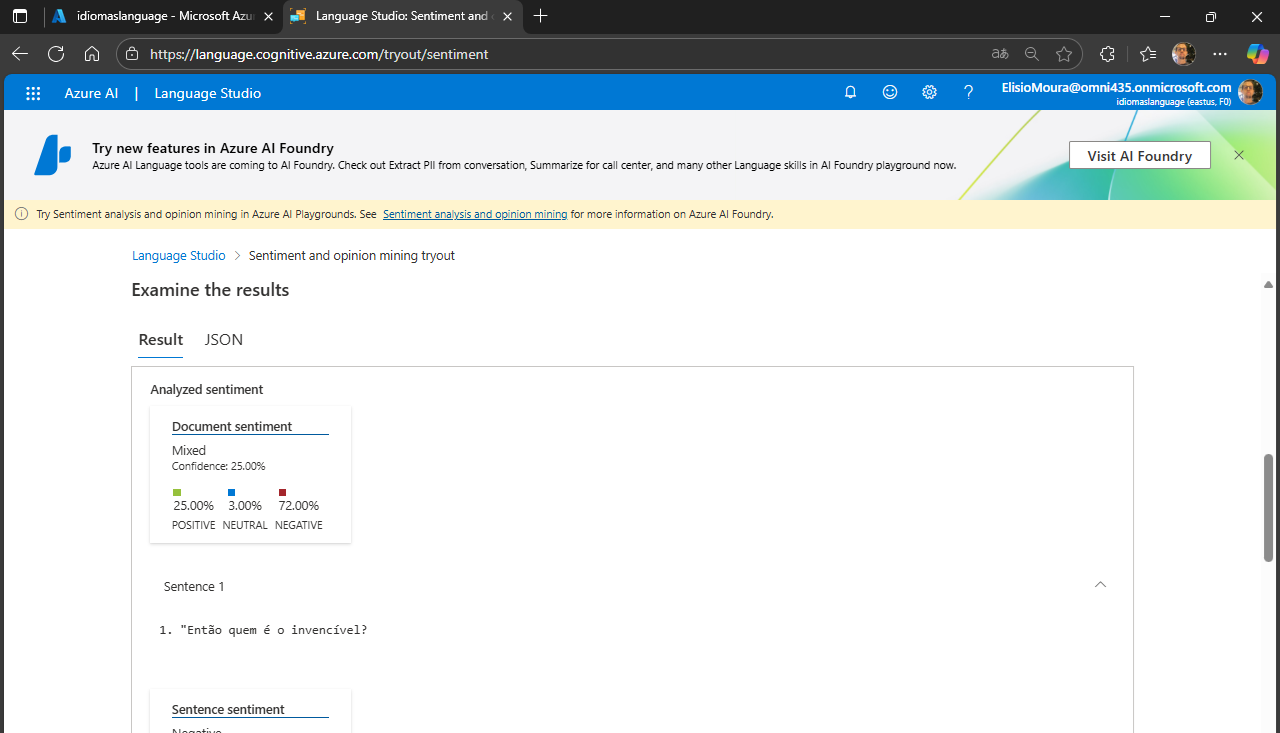 idiomaslanguage - Microsoft Azu
Language Studio: Sentiment and
https://language.cognitive.azure.com/tryout/sentiment
Azure AI | Language Studio
ElisioMoura@omni435.onmicrosoft.com
idiomaslanguage (eastus, F0)
Try new features in Azure AI Foundry
Azure AI Language tools are coming to AI Foundry. Check out Extract PII from conversation, Summarize for call center, and many other Language skills in AI Foundry playground now.
Visit AI Foundry
Try Sentiment analysis and opinion mining in Azure AI Playgrounds. See Sentiment analysis and opinion mining for more information on Azure AI Foundry.
Language Studio > Sentiment and opinion mining tryout
Examine the results
Result JSON
Analyzed sentiment
Document sentiment
Mixed
Confidence: 25.00%
25.00% 3.00% 72.00%
POSITIVE NEUTRAL NEGATIVE
Sentence 1
1. "Então quem é o invencível?
Sentence sentiment
Negative